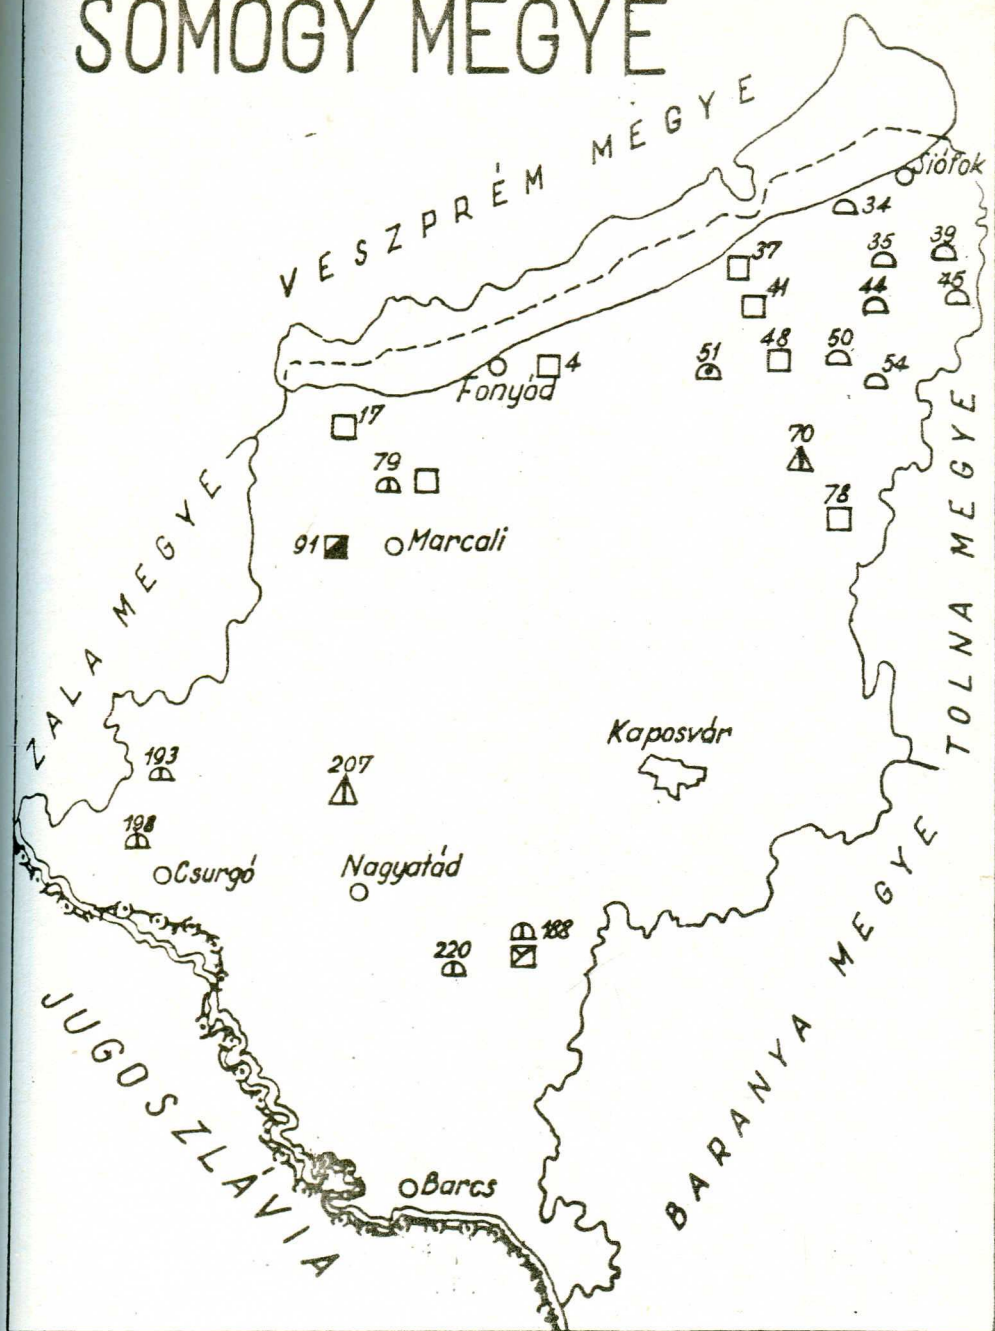 SOMOGY MEGYE
VESZPRÉM MEGYE
Siófok
34
35
39
37
44
45
41
48
50
51
54
4
Fonyód
17
70
79
78
91
Marcali
ZALA MEGYE
TOLNA MEGYE
Kaposvár
193
207
198
Csurgó
Nagyatád
188
220
BARANYA MEGYE
JUGOSZLÁVIA
Barcs